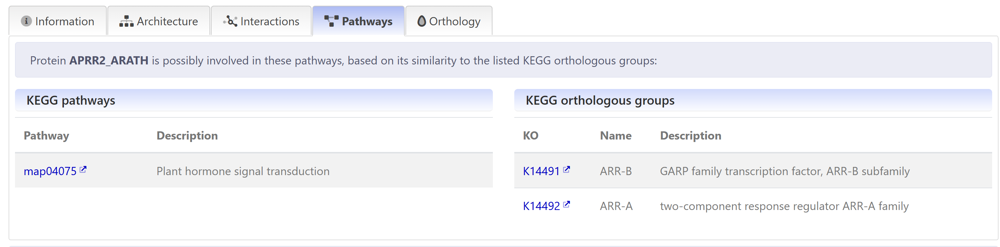 Information Architecture Interactions Pathways Orthology
Protein APRR2_ARATH is possibly involved in these pathways, based on its similarity to the listed KEGG orthologous groups:
KEGG pathways
Pathway Description
map04075 Plant hormone signal transduction
KEGG orthologous groups
KO Name Description
K14491 ARR-B GARP family transcription factor, ARR-B subfamily
K14492 ARR-A two-component response regulator ARR-A family